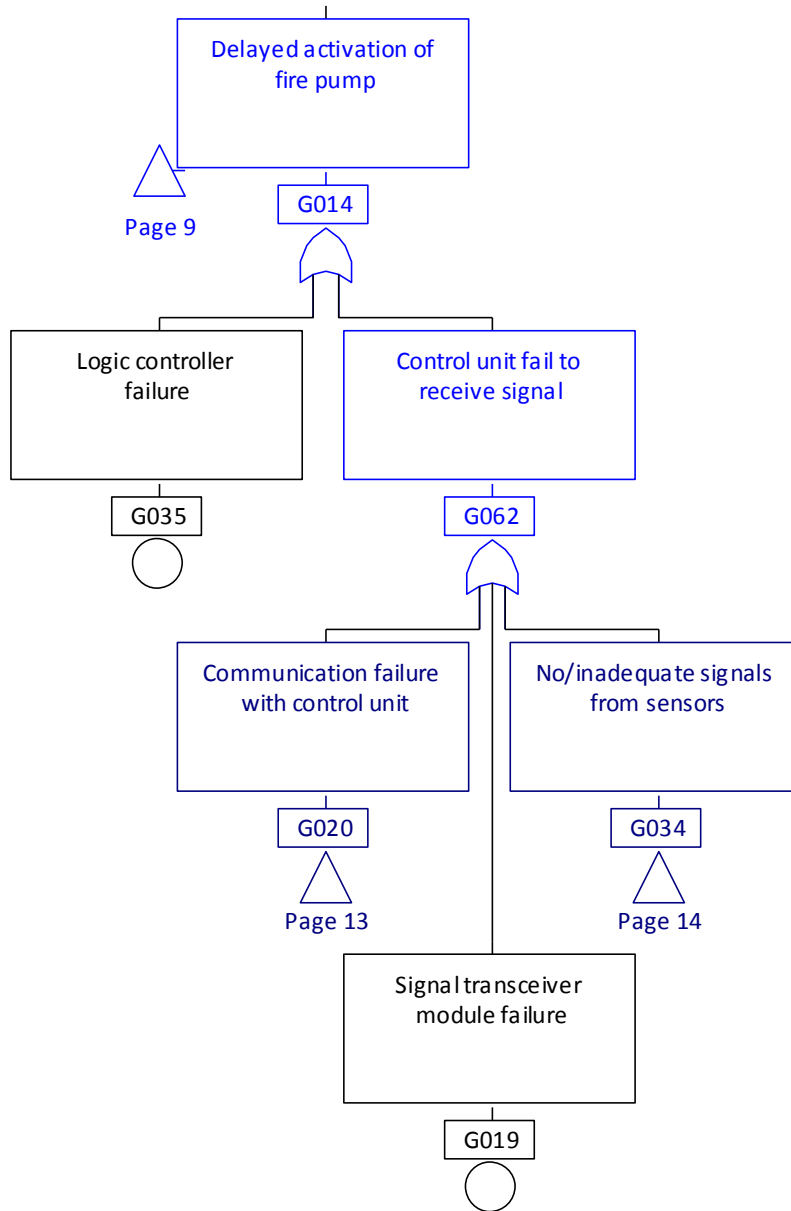 Delayed activation of
fire pump
Page 9
G014
Logic controller
failure
Control unit fail to
receive signal
G035
G062
Communication failure
with control unit
No/inadequate signals
from sensors
G020
G034
Page 13
Page 14
Signal transceiver
module failure
G019